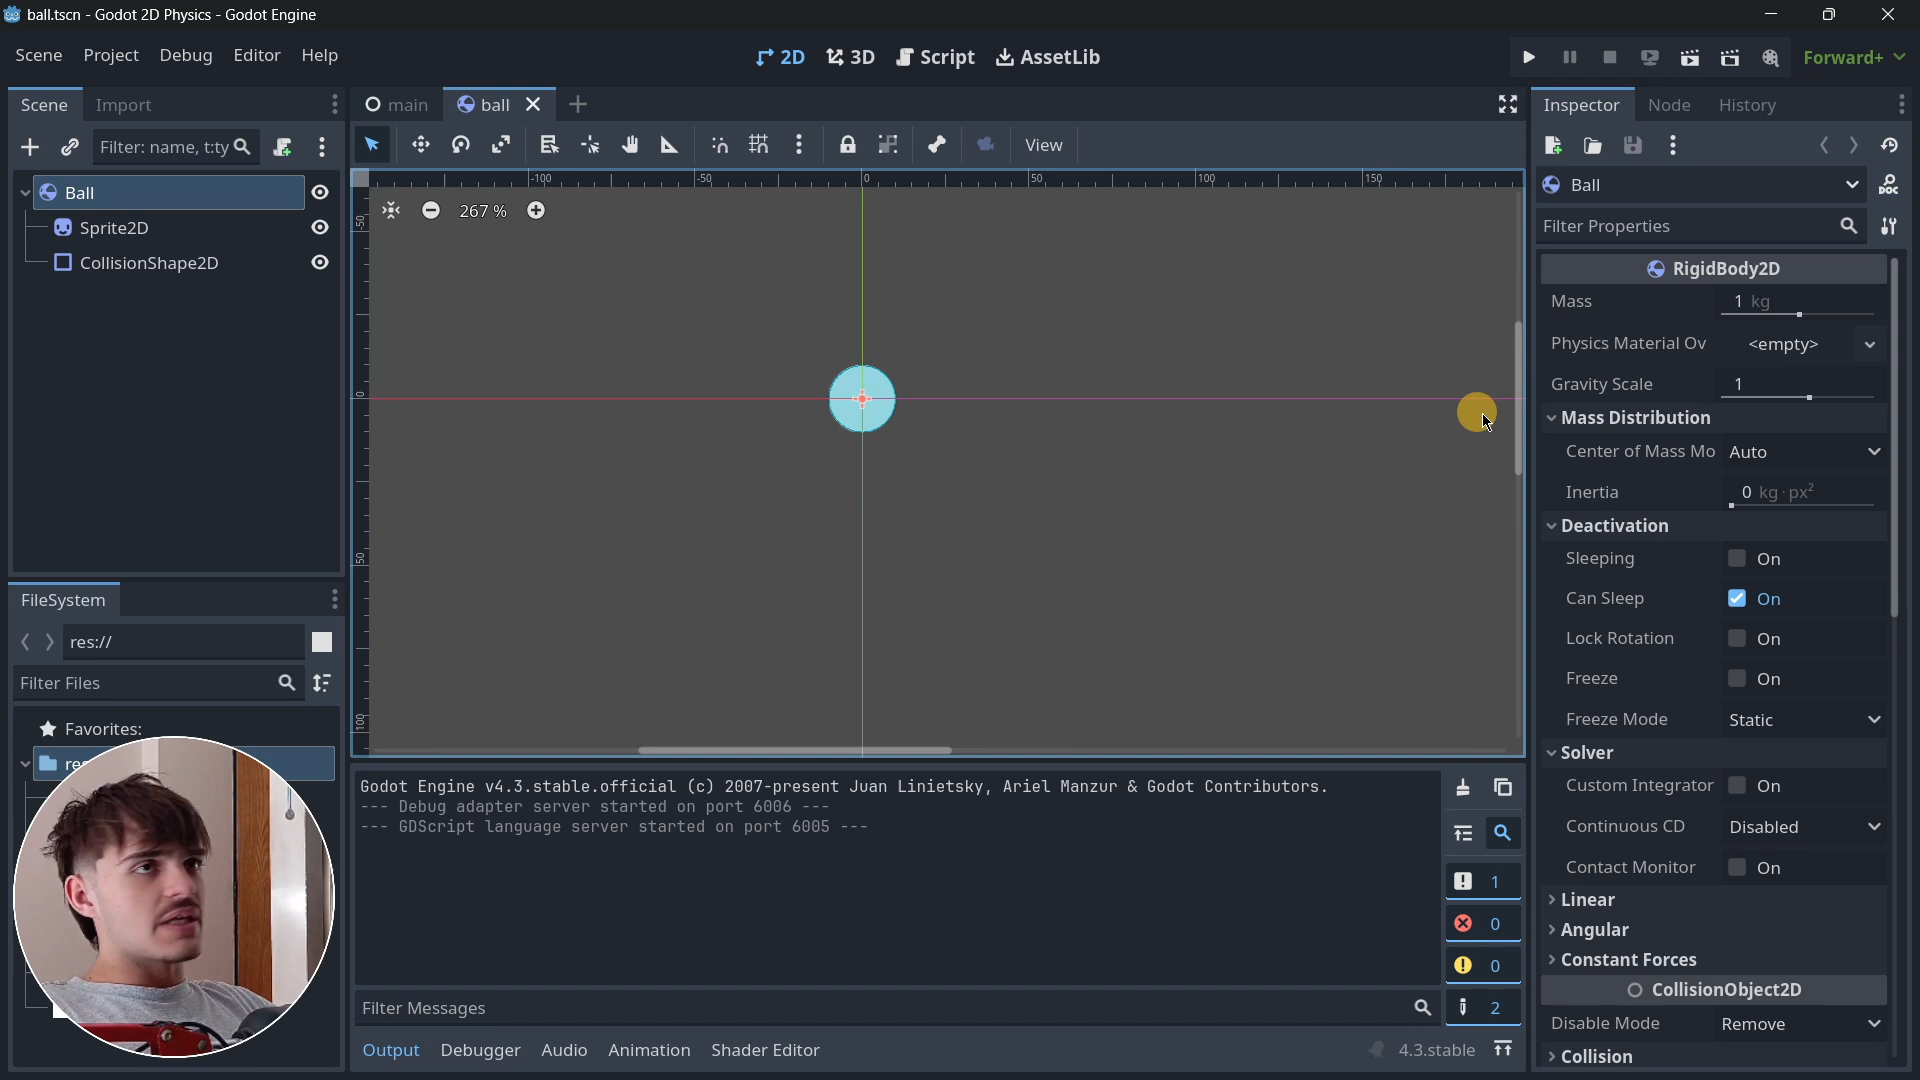 ball.tscn - Godot 2D Physics - Godot Engine
Scene Project Debug Editor Help
2D 3D Script AssetLib
Forward+
Scene Import
main ball
Inspector Node History
Filter: name, t:ty
View
Ball
Sprite2D
CollisionShape2D
-100 -50 0 50 100 150
-50
0
50
100
267 %
Ball
Filter Properties
RigidBody2D
Mass 1 kg
Physics Material Ov <empty>
Gravity Scale 1
Mass Distribution
Center of Mass Mo Auto
Inertia 0 kg·px²
Deactivation
Sleeping On
Can Sleep On
Lock Rotation On
Freeze On
Freeze Mode Static
Solver
Custom Integrator On
Continuous CD Disabled
Contact Monitor On
Linear
Angular
Constant Forces
CollisionObject2D
Disable Mode Remove
Collision
FileSystem
res://
Filter Files
Favorites:
Godot Engine v4.3.stable.official (c) 2007-present Juan Linietsky, Ariel Manzur & Godot Contributors.
--- Debug adapter server started on port 6006 ---
--- GDScript language server started on port 6005 ---
1
0
0
2
Filter Messages
Output Debugger Audio Animation Shader Editor
4.3.stable